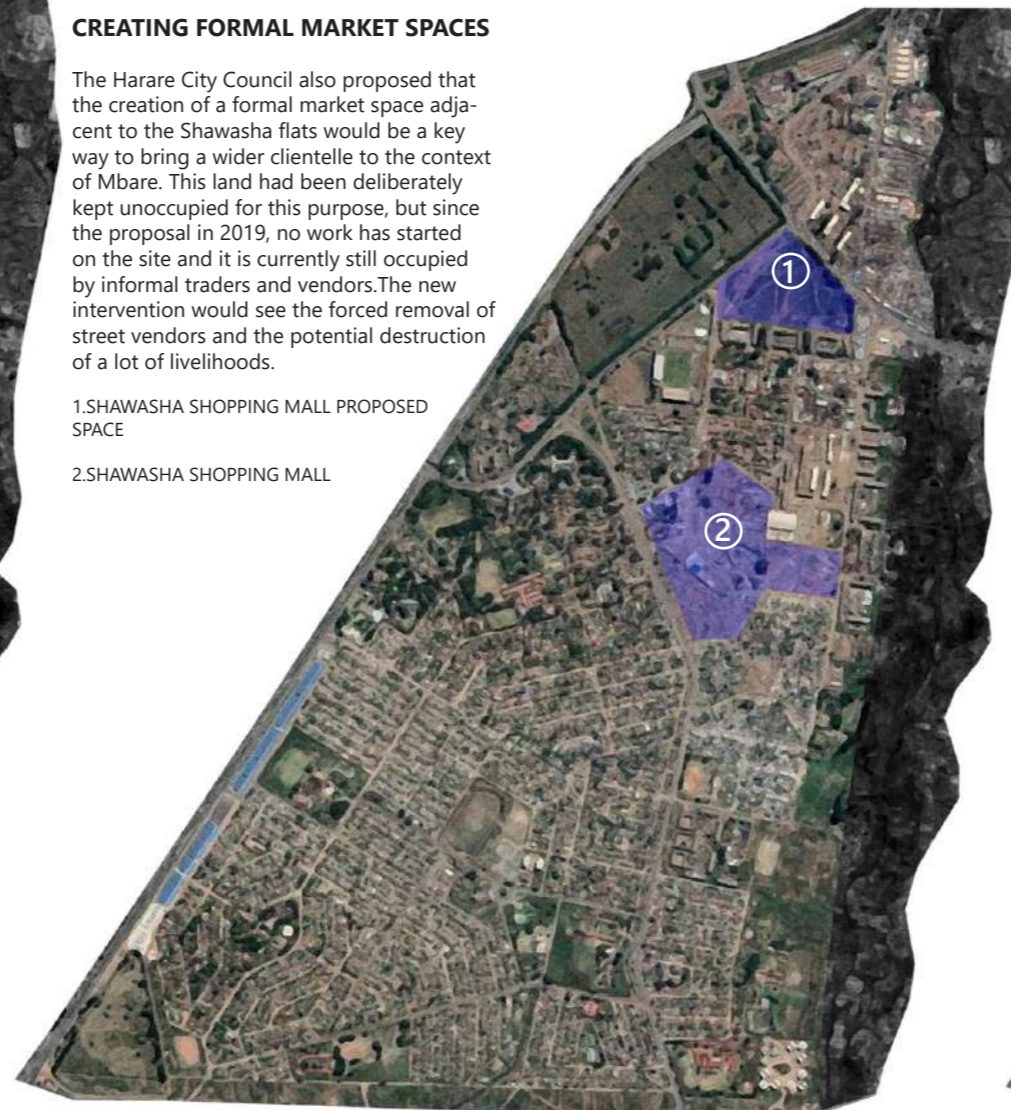 CREATING FORMAL MARKET SPACES
The Harare City Council also proposed that
the creation of a formal market space adja-
cent to the Shawasha flats would be a key
way to bring a wider clientelle to the context
of Mbare. This land had been deliberately
kept unoccupied for this purpose, but since
the proposal in 2019, no work has started
on the site and it is currently still occupied
by informal traders and vendors.The new
intervention would see the forced removal of
street vendors and the potential destruction
of a lot of livelihoods.
1.SHAWASHA SHOPPING MALL PROPOSED
SPACE
2.SHAWASHA SHOPPING MALL
1
2